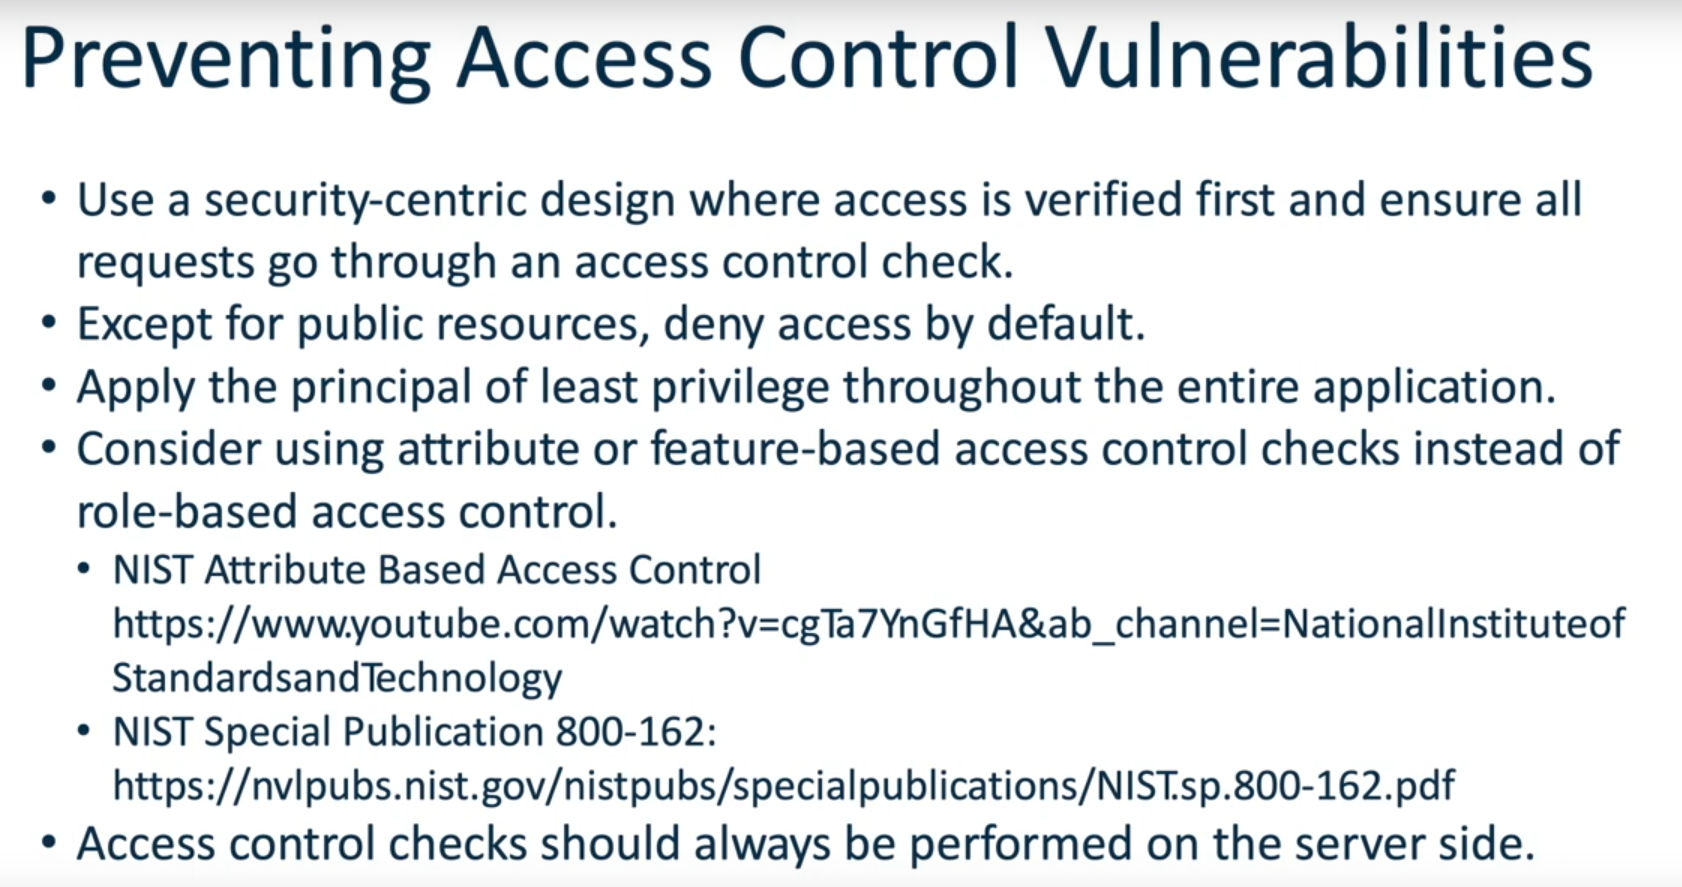 Preventing Access Control Vulnerabilities
• Use a security-centric design where access is verified first and ensure all
requests go through an access control check.
• Except for public resources, deny access by default.
• Apply the principal of least privilege throughout the entire application.
• Consider using attribute or feature-based access control checks instead of
role-based access control.
• NIST Attribute Based Access Control
https://www.youtube.com/watch?v=cgTa7YnGfHA&ab_channel=NationalInstituteof
StandardsandTechnology
• NIST Special Publication 800-162:
https://nvlpubs.nist.gov/nistpubs/specialpublications/NIST.sp.800-162.pdf
• Access control checks should always be performed on the server side.